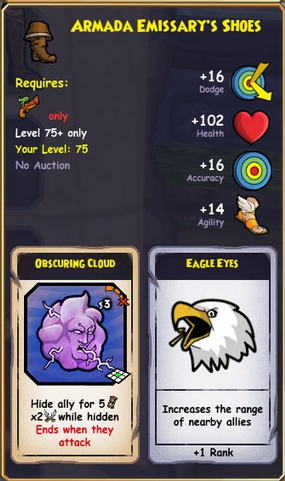 ARMADA EMISSARY'S SHOES
Requires:
only
Level 75+ only
Your Level: 75
No Auction
+16
Dodge
+102
Health
+16
Accuracy
+14
Agility
OBSCURING CLOUD
3
Hide ally for 5
x2 while hidden
Ends when they
attack
EAGLE EYES
Increases the range
of nearby allies
+1 Rank